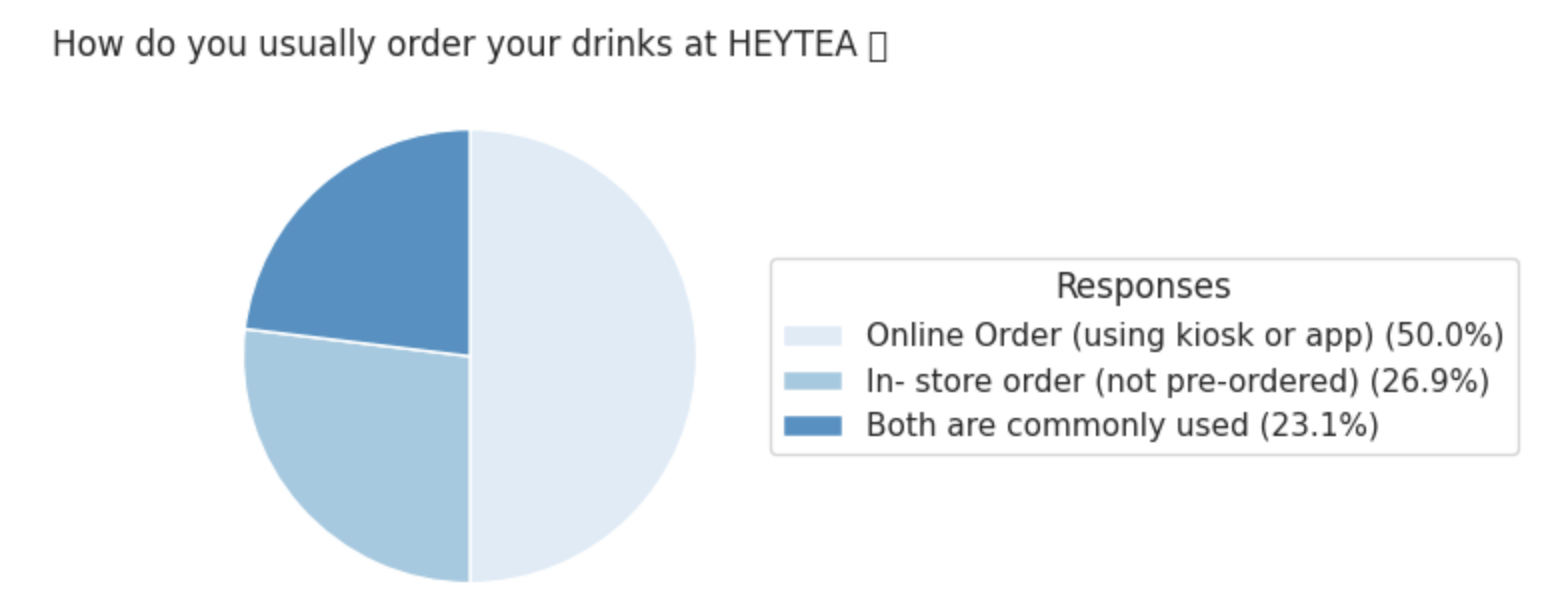 How do you usually order your drinks at HEYTEA
Responses
Online Order (using kiosk or app) (50.0%)
In- store order (not pre-ordered) (26.9%)
Both are commonly used (23.1%)